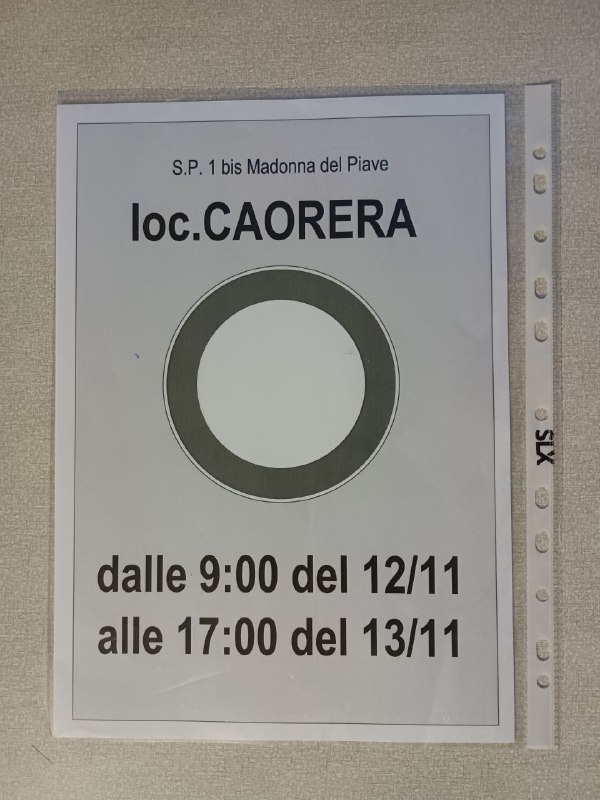 S.P. 1 bis Madonna del Piave
loc.CAORERA
dalle 9:00 del 12/11
alle 17:00 del 13/11
SLX